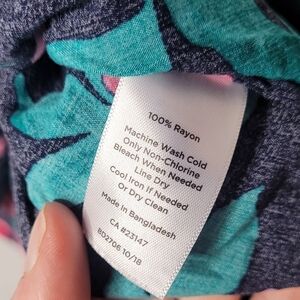 100% Rayon
Machine Wash Cold
Only Non-Chlorine
Bleach When Needed
Line Dry
Cool Iron If Needed
Or Dry Clean
Made In Bangladesh
CA #23147
BD2706 10/18